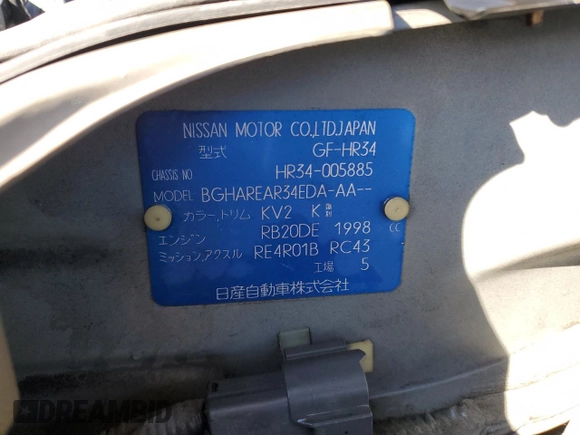 NISSAN MOTOR CO.,LTD.JAPAN
型式 GF-HR34
CHASSIS NO HR34-005885
MODEL BGHAREAR34EDA-AA--
カラー,トリム KV2 K
エンジン RB20DE 1998 CC
ミッション,アクスル RE4R01B RC43
工場 5
日産自動車株式会社
DREAMBID